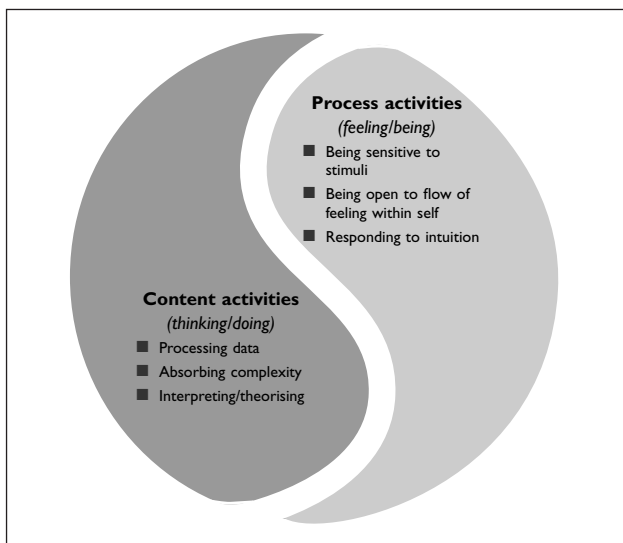 Process activities
(feeling/being)
■ Being sensitive to
stimuli
■ Being open to flow of
feeling within self
■ Responding to intuition
Content activities
(thinking/doing)
■ Processing data
■ Absorbing complexity
■ Interpreting/theorising